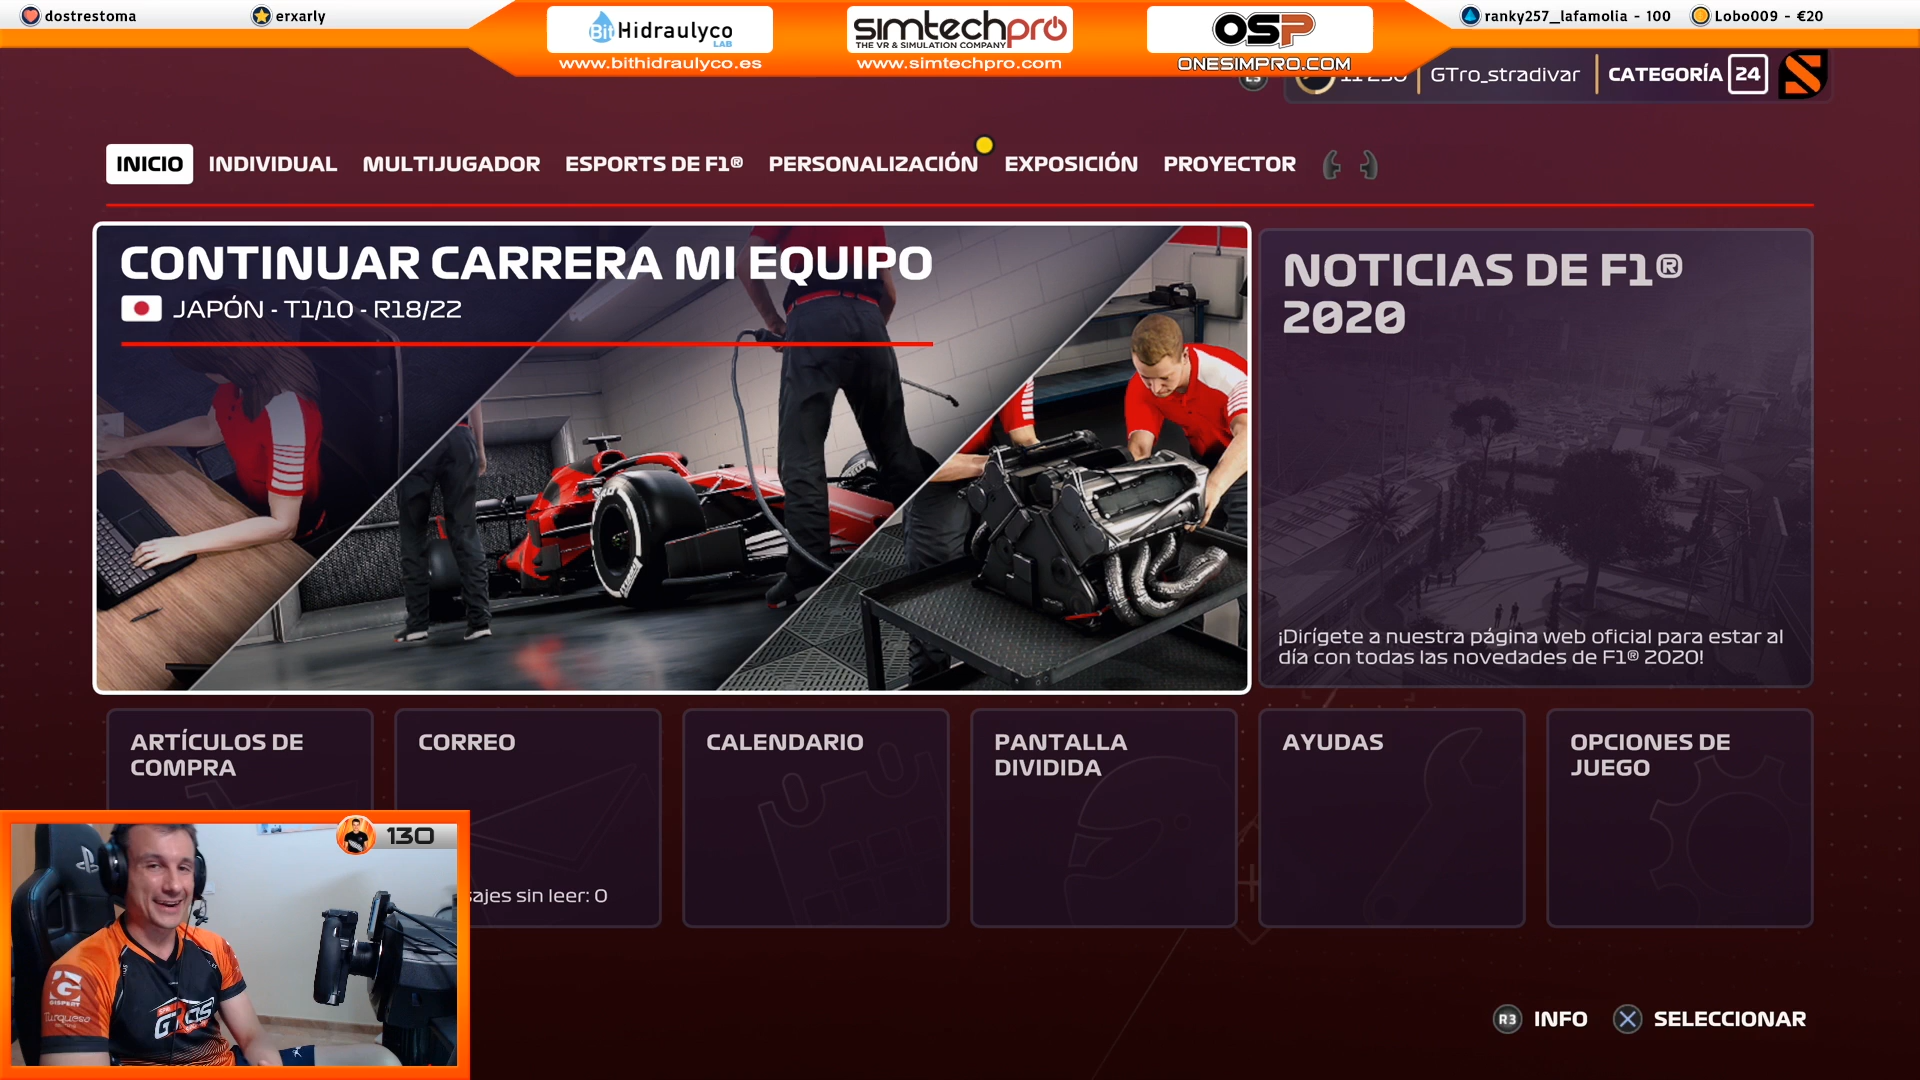 dostrestoma
erxarly
BitHidraulyco
LAB
www.bithidraulyco.es
simtechpro
THE VR & SIMULATION COMPANY
www.simtechpro.com
OSP
ONESIMPRO.COM
ranky257_lafamolia - 100
Lobo009 - €20
GTro_stradivar
CATEGORÍA 24
INICIO
INDIVIDUAL
MULTIJUGADOR
ESPORTS DE F1®
PERSONALIZACIÓN
EXPOSICIÓN
PROYECTOR
CONTINUAR CARRERA MI EQUIPO
JAPÓN - T1/10 - R18/22
NOTICIAS DE F1®
2020
¡Dirígete a nuestra página web oficial para estar al
día con todas las novedades de F1® 2020!
ARTÍCULOS DE
COMPRA
CORREO
sajes sin leer: 0
CALENDARIO
PANTALLA
DIVIDIDA
AYUDAS
OPCIONES DE
JUEGO
130
GISPERT
Turqueso
R3 INFO
SELECCIONAR